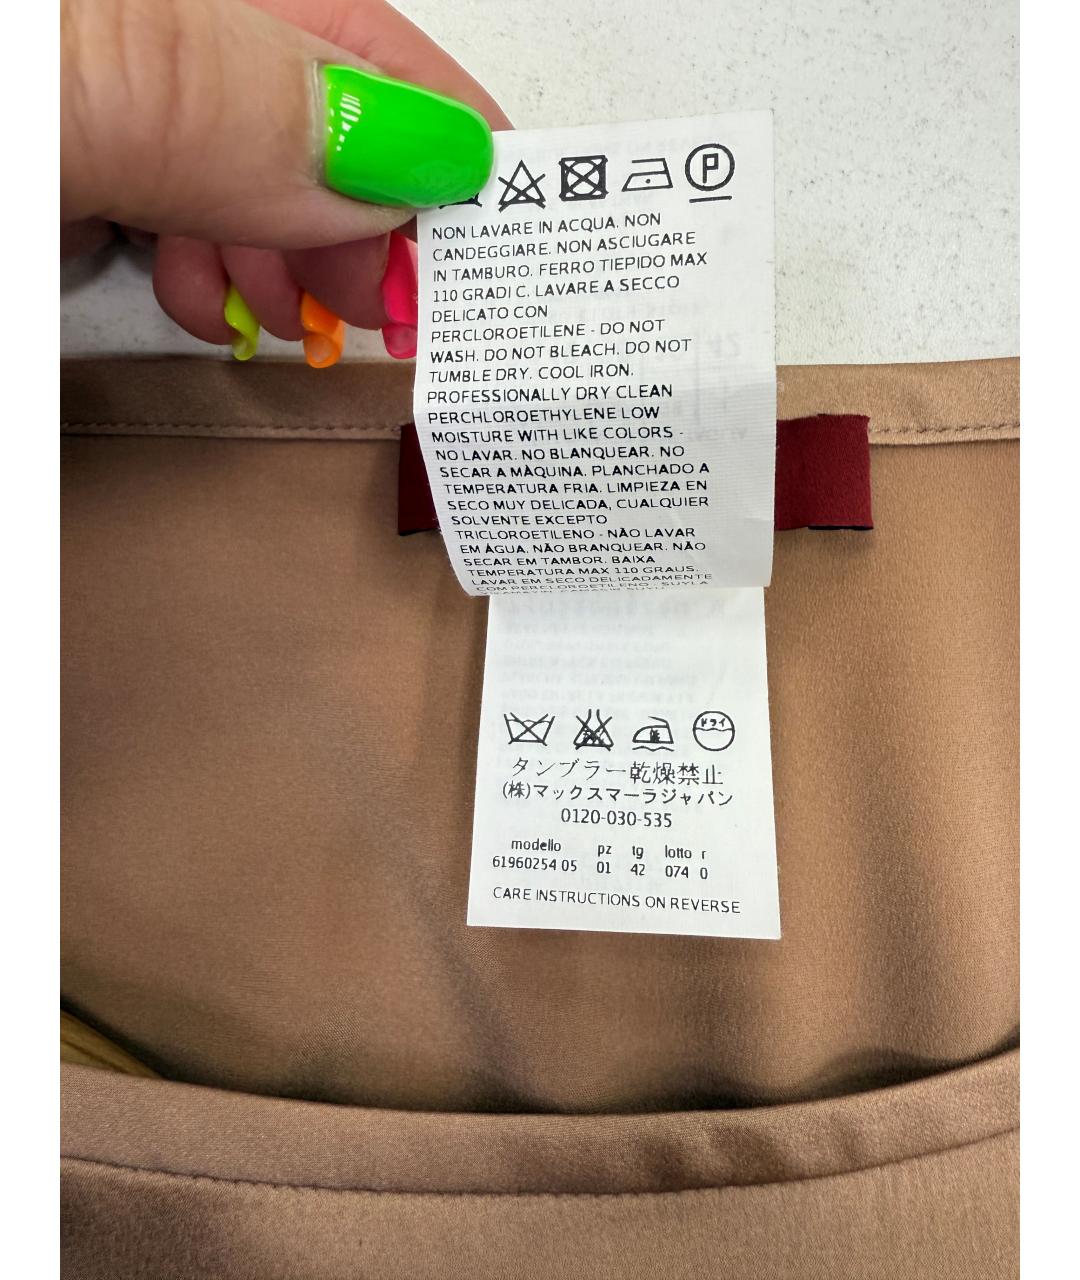 P
NON LAVARE IN ACQUA. NON
CANDEGGIARE. NON ASCIUGARE
IN TAMBURO. FERRO TIEPIDO MAX
110 GRADI C. LAVARE A SECCO
DELICATO CON
PERCLOROETILENE - DO NOT
WASH. DO NOT BLEACH. DO NOT
TUMBLE DRY. COOL IRON.
PROFESSIONALLY DRY CLEAN
PERCHLOROETHYLENE LOW
MOISTURE WITH LIKE COLORS -
NO LAVAR. NO BLANQUEAR. NO
SECAR A MÀQUINA. PLANCHADO A
TEMPERATURA FRIA. LIMPIEZA EN
SECO MUY DELICADA, CUALQUIER
SOLVENTE EXCEPTO
TRICLOROETILENO - NÃO LAVAR
EM ÁGUA. NÃO BRANQUEAR. NÃO
SECAR EM TAMBOR. BAIXA
TEMPERATURA MAX 110 GRAUS.
LAVAR EM SECO DELICADAMENTE
COM PERCLOROETILENO - SUYLA
ドライ
タンブラー乾燥禁止
(株)マックスマーラジャパン
0120-030-535
modello pz tg lotto r
61960254 05 01 42 074 0
CARE INSTRUCTIONS ON REVERSE